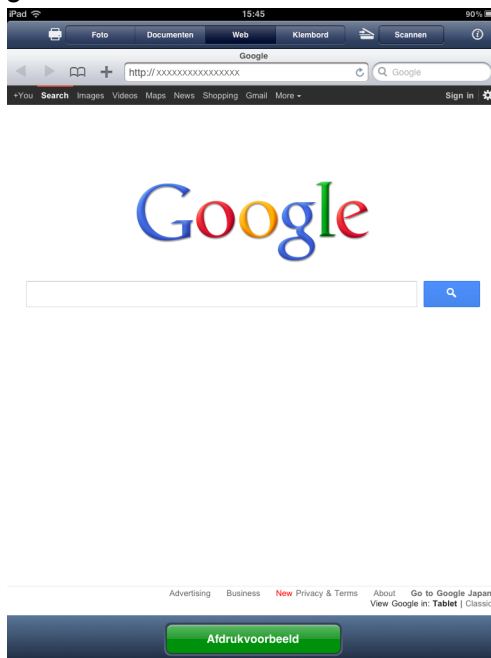 iPad 15:45 90%
Foto Documenten Web Klembord Scannen
Google
http://xxxxxxxxxxxxxxxx Google
+You Search Images Videos Maps News Shopping Gmail More Sign in
Google
Advertising Business New Privacy & Terms About Go to Google Japan
View Google in: Tablet | Classic
Afdrukvoorbeeld